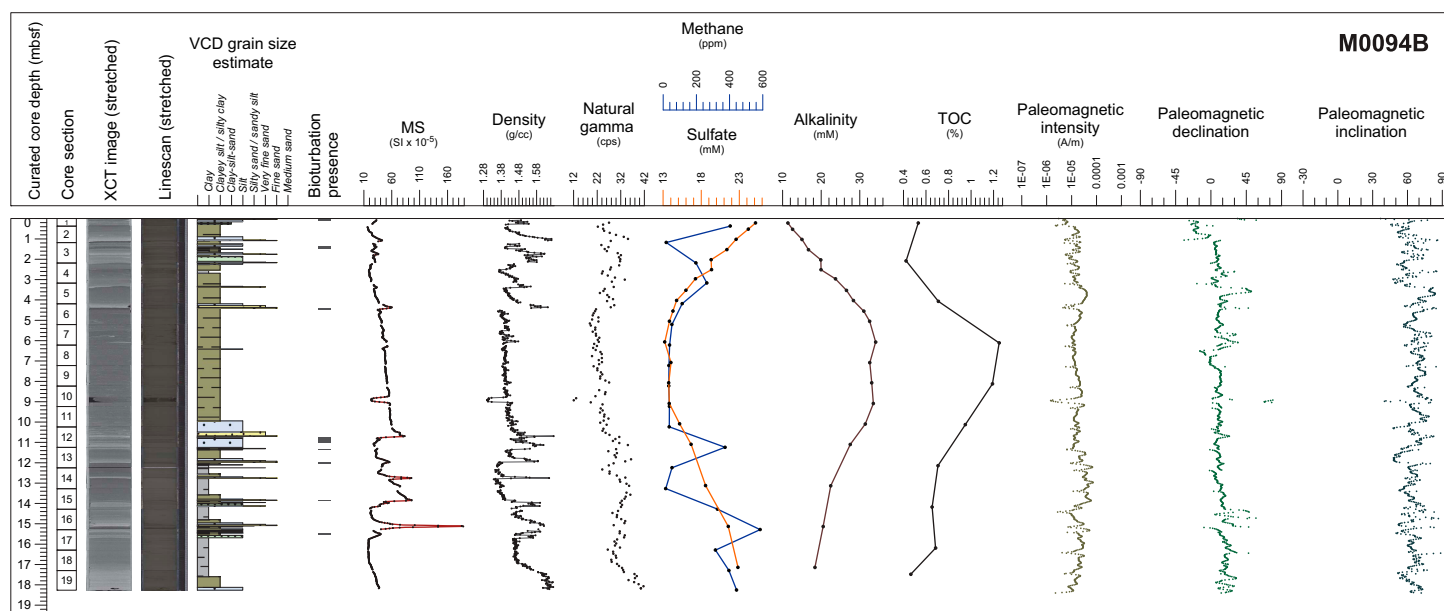 M0094B
Curated core depth (mbsf)
Core section
XCT image (stretched)
Linescan (stretched)
VCD grain size
estimate
Clay
Clayey silt / silty clay
Clay-silt-sand
Silt
Silty sand / sandy silt
Very fine sand
Fine sand
Medium sand
Bioturbation
presence
MS
(SI x 10-5)
10 60 110 160
Density
(g/cc)
1.28 1.38 1.48 1.58
Natural
gamma
(cps)
12 22 32 42
Methane
(ppm)
0 200 400 600
Sulfate
(mM)
13 18 23
Alkalinity
(mM)
10 20 30
TOC
(%)
0.4 0.6 0.8 1 1.2
Paleomagnetic
intensity
(A/m)
1E-07 1E-06 1E-05 0.0001 0.001
Paleomagnetic
declination
-90 -45 0 45 90
Paleomagnetic
inclination
-30 0 30 60 90
0
1
2
3
4
5
6
7
8
9
10
11
12
13
14
15
16
17
18
19
1
2
3
4
5
6
7
8
9
10
11
12
13
14
15
16
17
18
19